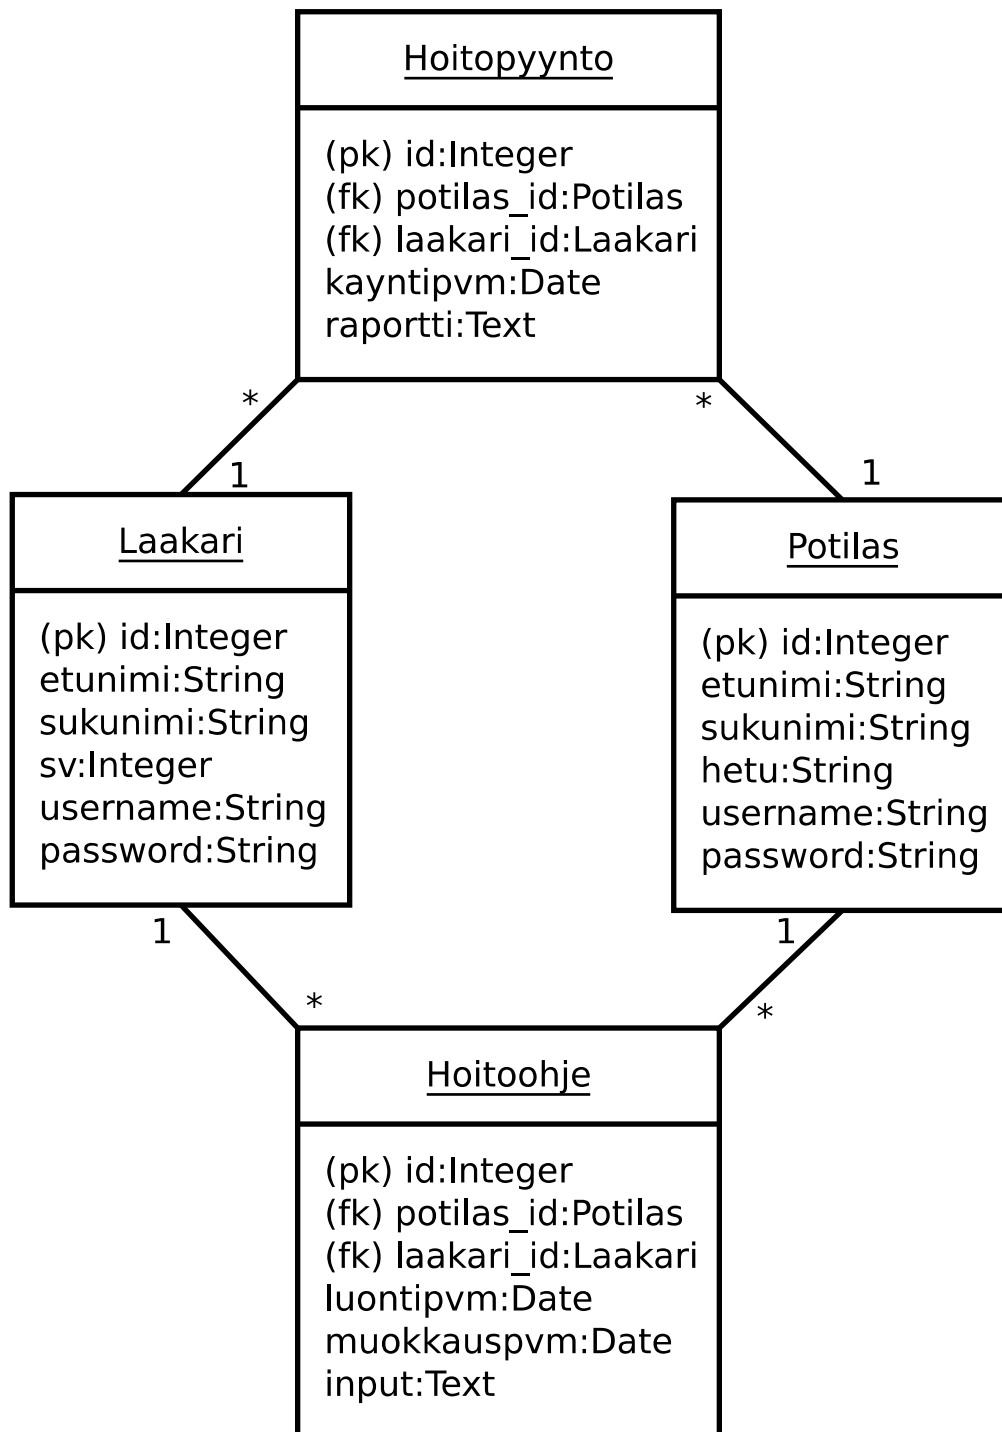 Hoitopyynto
(pk) id:Integer
(fk) potilas_id:Potilas
(fk) laakari_id:Laakari
kayntipvm:Date
raportti:Text
*
*
1
1
Laakari
(pk) id:Integer
etunimi:String
sukunimi:String
sv:Integer
username:String
password:String
Potilas
(pk) id:Integer
etunimi:String
sukunimi:String
hetu:String
username:String
password:String
1
1
*
*
Hoitoohje
(pk) id:Integer
(fk) potilas_id:Potilas
(fk) laakari_id:Laakari
luontipvm:Date
muokkauspvm:Date
input:Text